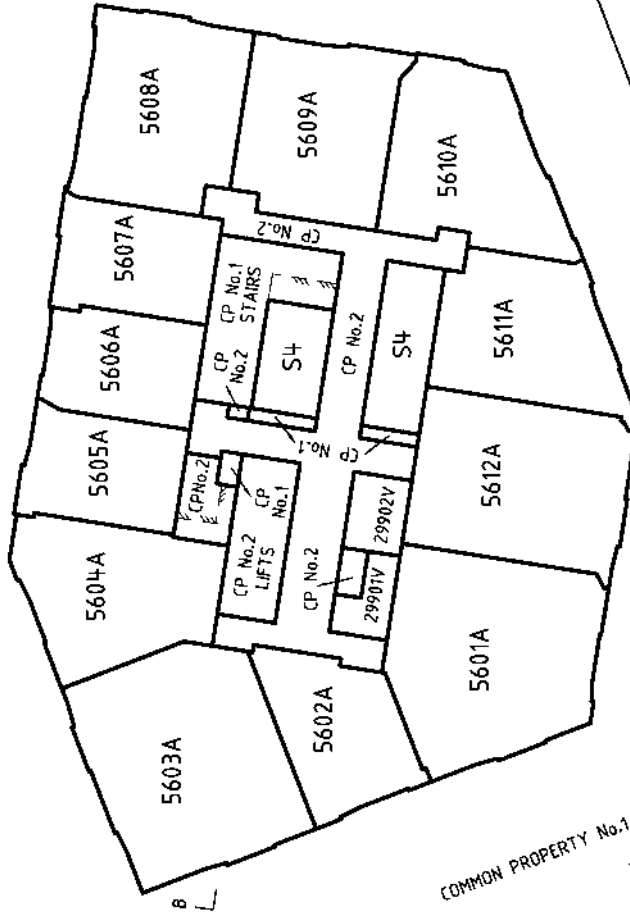 5608A
5609A
5610A
5607A
CP No.2
CP No.1
STAIRS
5606A
CP
No.2
S4
CP No.2
S4
5611A
5605A
CP No.1
CP
5612A
CPNo.2
CP
No.1
5604A
CP No.2
LIFTS
CP No.2
29902V
29901V
5601A
5603A
5602A
B
COMMON PROPERTY No.1